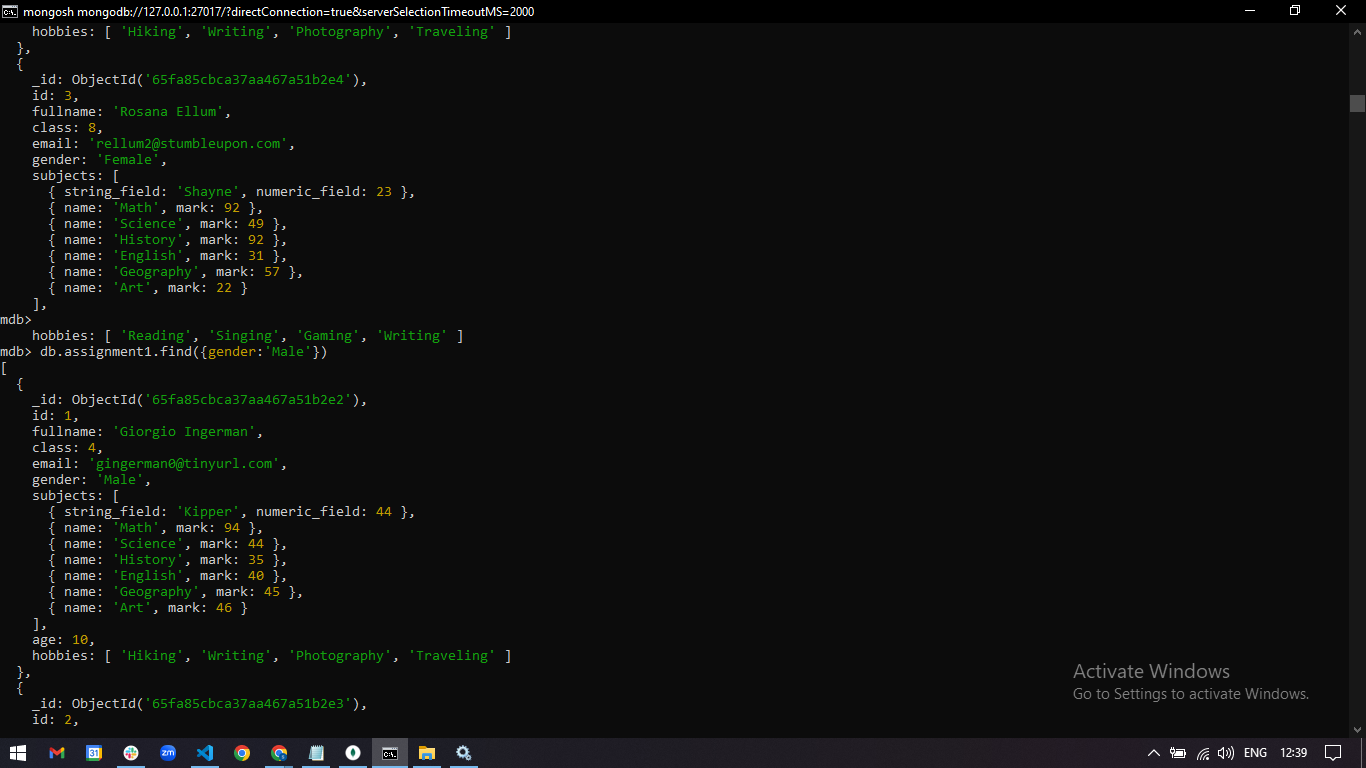 mongosh mongodb://127.0.0.1:27017/?directConnection=true&serverSelectionTimeoutMS=2000
    hobbies: [ 'Hiking', 'Writing', 'Photography', 'Traveling' ]
  },
  {
    _id: ObjectId('65fa85cbca37aa467a51b2e4'),
    id: 3,
    fullname: 'Rosana Ellum',
    class: 8,
    email: 'rellum2@stumbleupon.com',
    gender: 'Female',
    subjects: [
      { string_field: 'Shayne', numeric_field: 23 },
      { name: 'Math', mark: 92 },
      { name: 'Science', mark: 49 },
      { name: 'History', mark: 92 },
      { name: 'English', mark: 31 },
      { name: 'Geography', mark: 57 },
      { name: 'Art', mark: 22 }
    ],
mdb>
    hobbies: [ 'Reading', 'Singing', 'Gaming', 'Writing' ]
mdb> db.assignment1.find({gender:'Male'})
[
  {
    _id: ObjectId('65fa85cbca37aa467a51b2e2'),
    id: 1,
    fullname: 'Giorgio Ingerman',
    class: 4,
    email: 'gingerman0@tinyurl.com',
    gender: 'Male',
    subjects: [
      { string_field: 'Kipper', numeric_field: 44 },
      { name: 'Math', mark: 94 },
      { name: 'Science', mark: 44 },
      { name: 'History', mark: 35 },
      { name: 'English', mark: 40 },
      { name: 'Geography', mark: 45 },
      { name: 'Art', mark: 46 }
    ],
    age: 10,
    hobbies: [ 'Hiking', 'Writing', 'Photography', 'Traveling' ]
  },
  {
    _id: ObjectId('65fa85cbca37aa467a51b2e3'),
    id: 2,
Activate Windows
Go to Settings to activate Windows.
31
zm
ENG
12:39